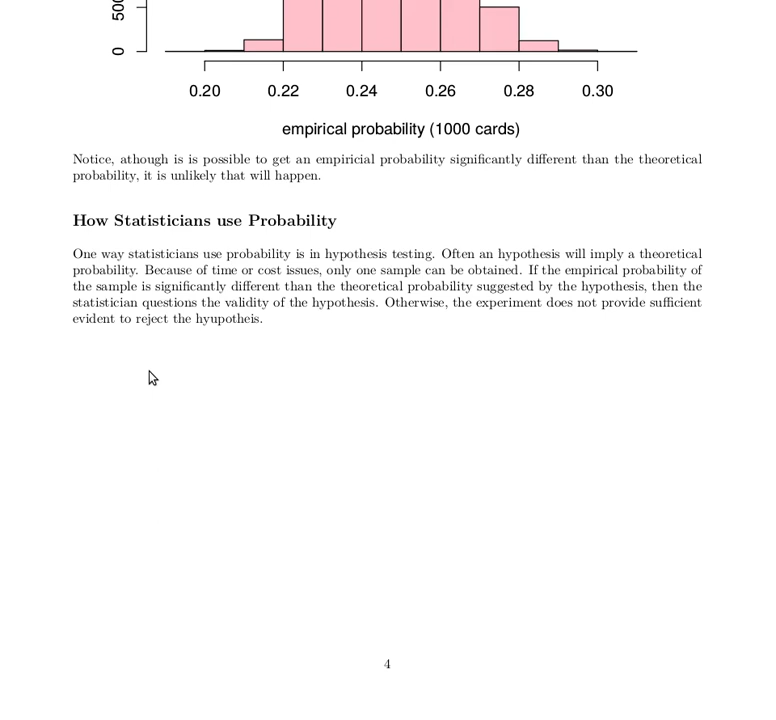 500
0
0.20 0.22 0.24 0.26 0.28 0.30
empirical probability (1000 cards)
Notice, athough is is possible to get an empiricial probability significantly different than the theoretical
probability, it is unlikely that will happen.
How Statisticians use Probability
One way statisticians use probability is in hypothesis testing. Often an hypothesis will imply a theoretical
probability. Because of time or cost issues, only one sample can be obtained. If the empirical probability of
the sample is significantly different than the theoretical probability suggested by the hypothesis, then the
statistician questions the validity of the hypothesis. Otherwise, the experiment does not provide sufficient
evident to reject the hyupotheis.
4